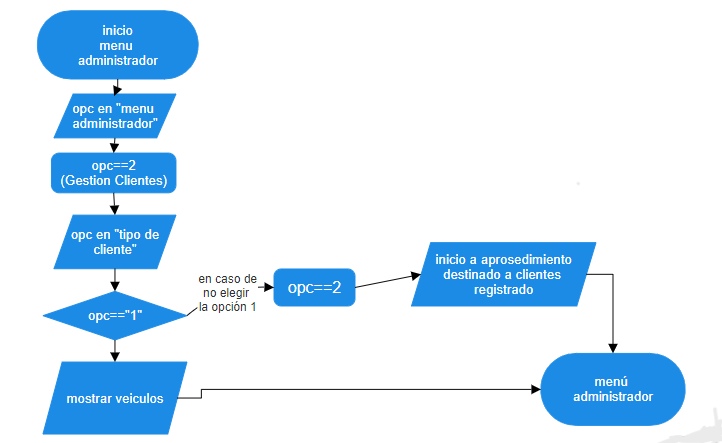 inicio
menu
administrador
opc en "menu
administrador"
opc==2
(Gestion Clientes)
opc en "tipo de
cliente"
opc=="1"
en caso de
no elegir
la opción 1
opc==2
inicio a aprosedimiento
destinado a clientes
registrado
mostrar veiculos
menú
administrador